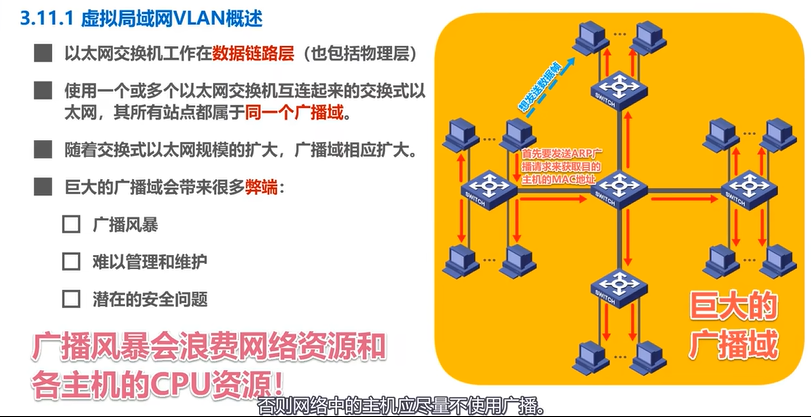 3.11.1 虚拟局域网VLAN概述
以太网交换机工作在数据链路层（也包括物理层）
使用一个或多个以太网交换机互连起来的交换式以
太网，其所有站点都属于同一个广播域。
随着交换式以太网规模的扩大，广播域相应扩大。
巨大的广播域会带来很多弊端：
广播风暴
难以管理和维护
潜在的安全问题
广播风暴会浪费网络资源和
各主机的CPU资源！
想发送数据帧
首先要发送ARP广
播请求来获取目的
主机的MAC地址
SWITCH
SWITCH
SWITCH
SWITCH
SWITCH
巨大的
广播域
否则网络中的主机应尽量不使用广播。